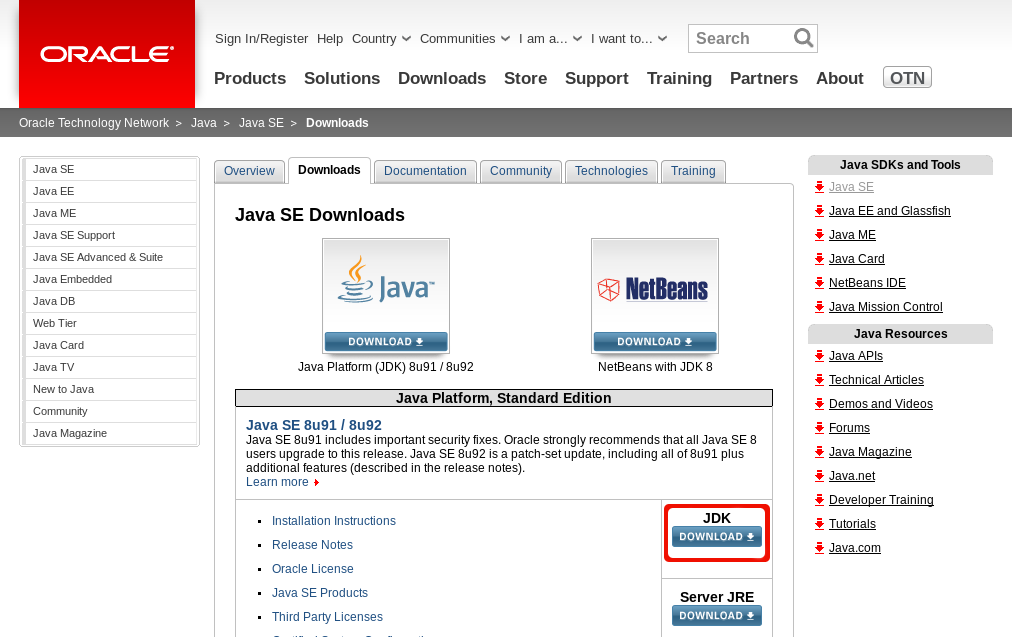 ORACLE
Sign In/Register Help Country Communities I am a... I want to... Search
Products Solutions Downloads Store Support Training Partners About OTN
Oracle Technology Network > Java > Java SE > Downloads
Java SE
Java EE
Java ME
Java SE Support
Java SE Advanced & Suite
Java Embedded
Java DB
Web Tier
Java Card
Java TV
New to Java
Community
Java Magazine
Overview Downloads Documentation Community Technologies Training
Java SE Downloads
Java™
DOWNLOAD
Java Platform (JDK) 8u91 / 8u92
NetBeans
DOWNLOAD
NetBeans with JDK 8
Java Platform, Standard Edition
Java SE 8u91 / 8u92
Java SE 8u91 includes important security fixes. Oracle strongly recommends that all Java SE 8
users upgrade to this release. Java SE 8u92 is a patch-set update, including all of 8u91 plus
additional features (described in the release notes).
Learn more
Installation Instructions
Release Notes
Oracle License
Java SE Products
Third Party Licenses
JDK
DOWNLOAD
Server JRE
DOWNLOAD
Java SDKs and Tools
Java SE
Java EE and Glassfish
Java ME
Java Card
NetBeans IDE
Java Mission Control
Java Resources
Java APIs
Technical Articles
Demos and Videos
Forums
Java Magazine
Java.net
Developer Training
Tutorials
Java.com